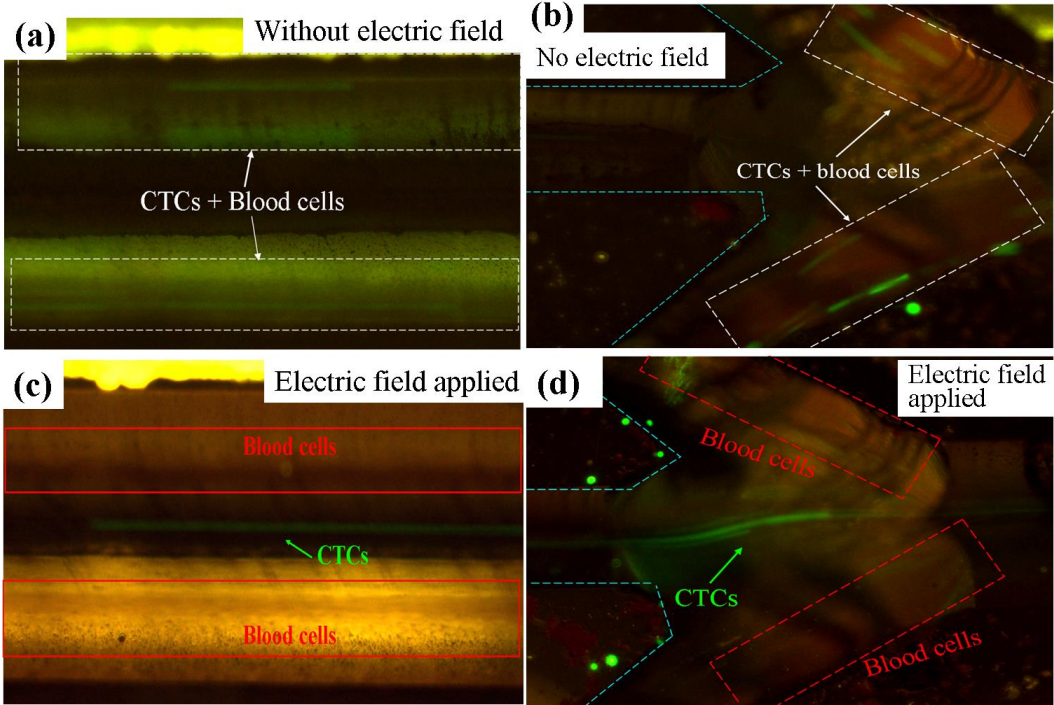 (a)
Without electric field
CTCs + Blood cells
(b)
No electric field
CTCs + blood cells
(c)
Electric field applied
Blood cells
CTCs
Blood cells
(d)
Electric field
applied
Blood cells
CTCs
Blood cells